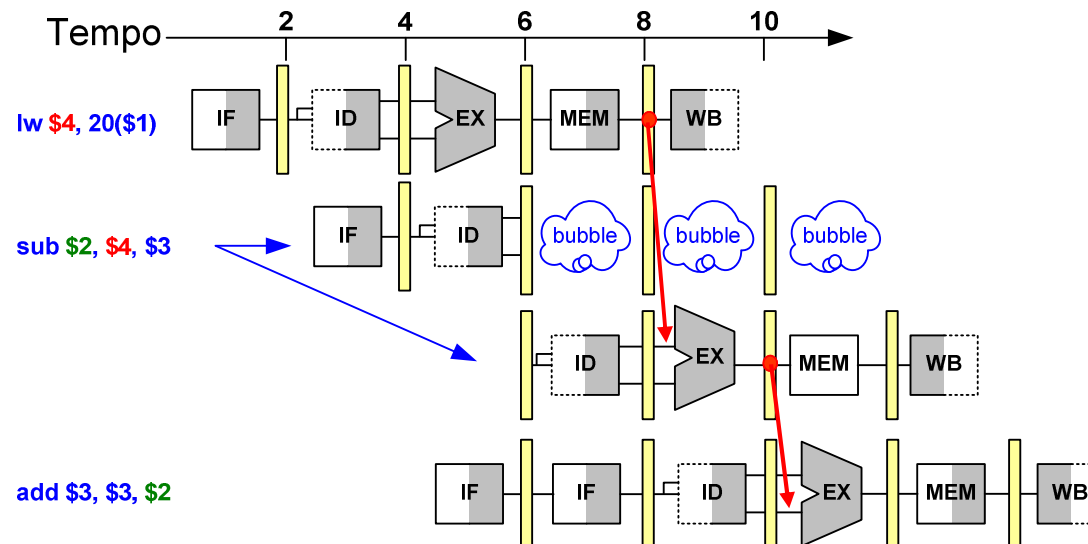 Tempo 2 4 6 8 10
lw $4, 20($1) IF ID EX MEM WB
sub $2, $4, $3 IF ID bubble bubble bubble
ID EX MEM WB
add $3, $3, $2 IF IF ID EX MEM WB